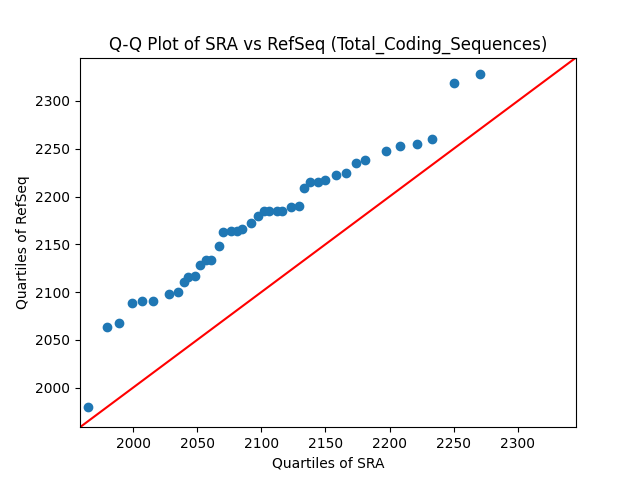 Q-Q Plot of SRA vs RefSeq (Total_Coding_Sequences)
Quartiles of RefSeq
2300
2250
2200
2150
2100
2050
2000
2000 2050 2100 2150 2200 2250 2300
Quartiles of SRA